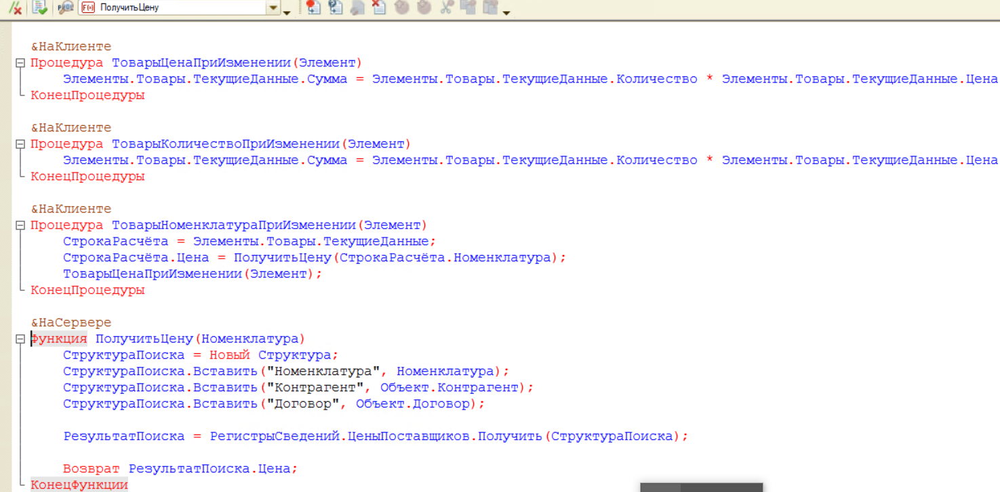 ПолучитьЦену
&НаКлиенте
Процедура ТоварыЦенаПриИзменении(Элемент)
Элементы.Товары.ТекущиеДанные.Сумма = Элементы.Товары.ТекущиеДанные.Количество * Элементы.Товары.ТекущиеДанные.Цена
КонецПроцедуры
&НаКлиенте
Процедура ТоварыКоличествоПриИзменении(Элемент)
Элементы.Товары.ТекущиеДанные.Сумма = Элементы.Товары.ТекущиеДанные.Количество * Элементы.Товары.ТекущиеДанные.Цена
КонецПроцедуры
&НаКлиенте
Процедура ТоварыНоменклатураПриИзменении(Элемент)
СтрокаРасчёта = Элементы.Товары.ТекущиеДанные;
СтрокаРасчёта.Цена = ПолучитьЦену(СтрокаРасчёта.Номенклатура);
ТоварыЦенаПриИзменении(Элемент);
КонецПроцедуры
&НаСервере
Функция ПолучитьЦену(Номенклатура)
СтруктураПоиска = Новый Структура;
СтруктураПоиска.Вставить("Номенклатура", Номенклатура);
СтруктураПоиска.Вставить("Контрагент", Объект.Контрагент);
СтруктураПоиска.Вставить("Договор", Объект.Договор);
РезультатПоиска = РегистрыСведений.ЦеныПоставщиков.Получить(СтруктураПоиска);
Возврат РезультатПоиска.Цена;
КонецФункции